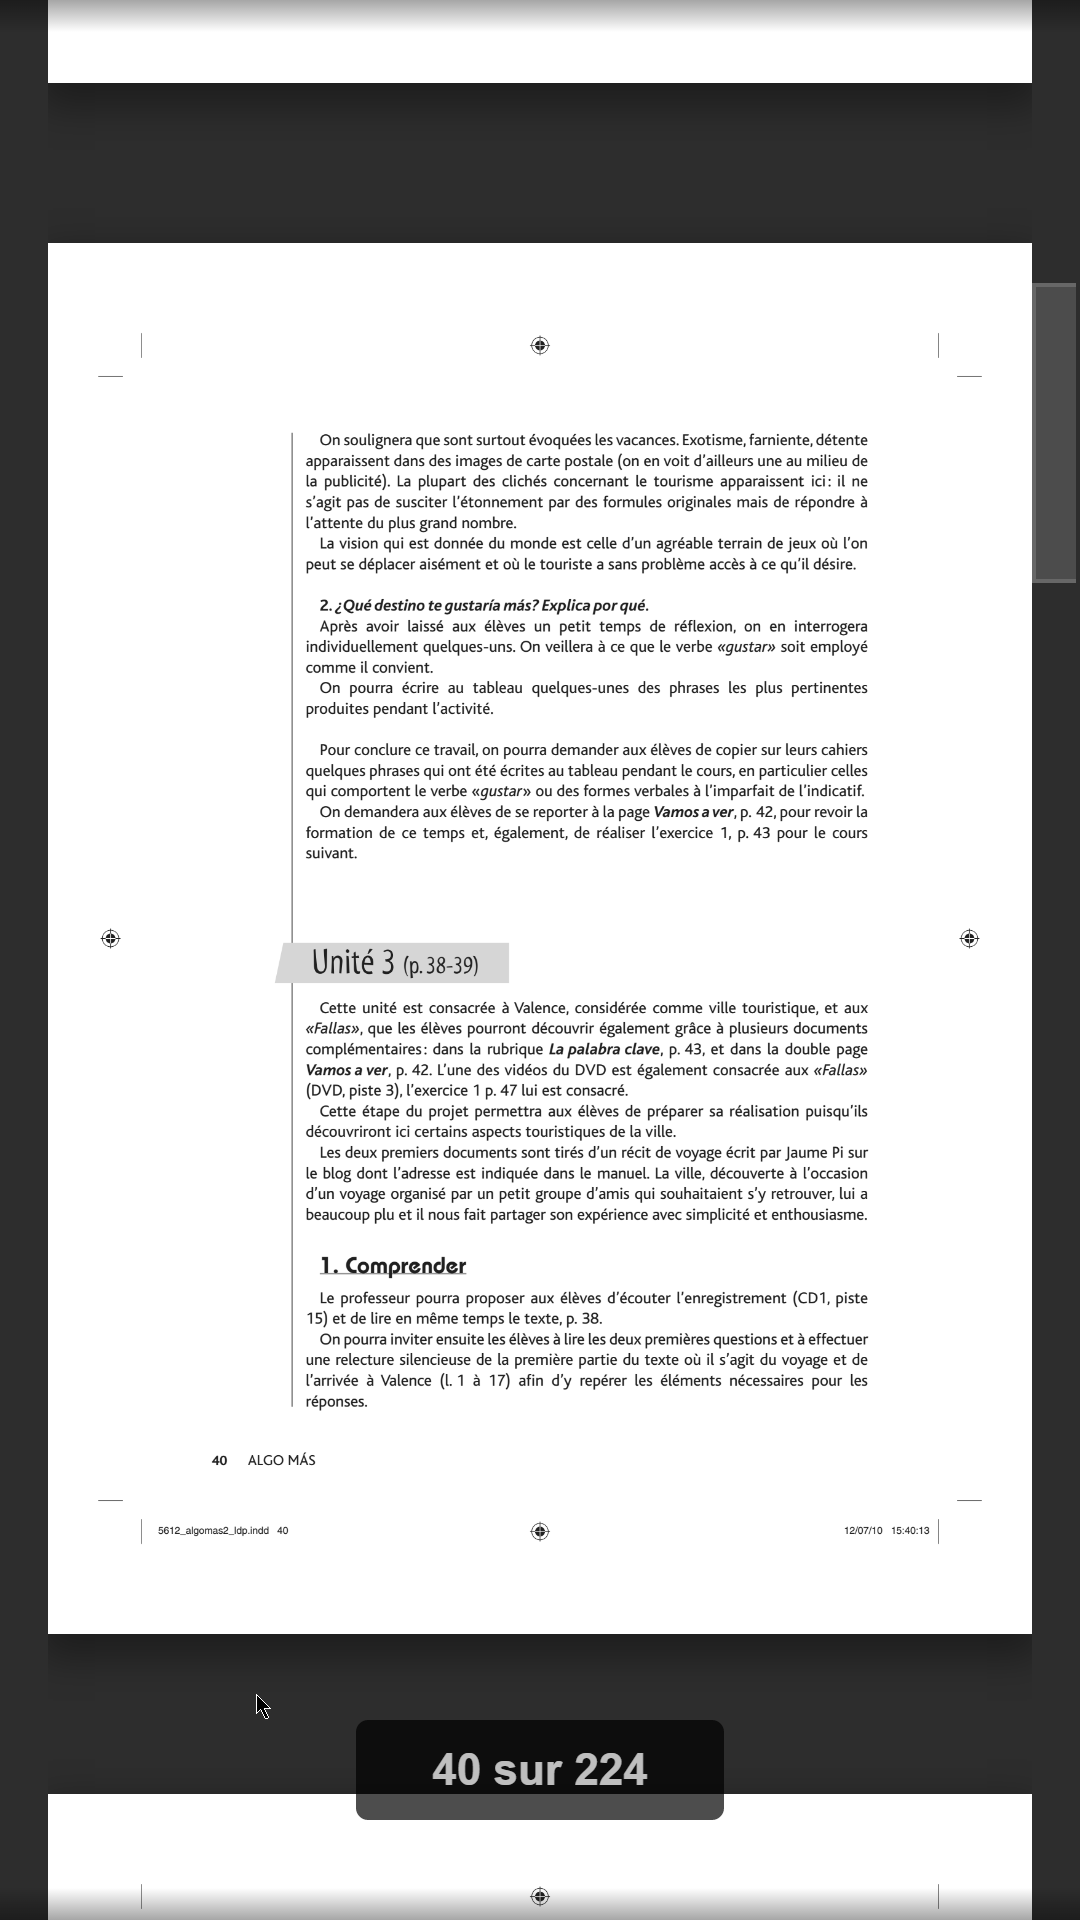 On soulignera que sont surtout évoquées les vacances. Exotisme, farniente, détente
apparaissent dans des images de carte postale (on en voit d'ailleurs une au milieu de
la publicité). La plupart des clichés concernant le tourisme apparaissent ici : il ne
s'agit pas de susciter l'étonnement par des formules originales mais de répondre à
l'attente du plus grand nombre.
La vision qui est donnée du monde est celle d'un agréable terrain de jeux où l'on
peut se déplacer aisément et où le touriste a sans problème accès à ce qu'il désire.
2. ¿Qué destino te gustaría más? Explica por qué.
Après avoir laissé aux élèves un petit temps de réflexion, on en interrogera
individuellement quelques-uns. On veillera à ce que le verbe «gustar» soit employé
comme il convient.
On pourra écrire au tableau quelques-unes des phrases les plus pertinentes
produites pendant l'activité.
Pour conclure ce travail, on pourra demander aux élèves de copier sur leurs cahiers
quelques phrases qui ont été écrites au tableau pendant le cours, en particulier celles
qui comportent le verbe «gustar» ou des formes verbales à l'imparfait de l'indicatif.
On demandera aux élèves de se reporter à la page Vamos a ver, p. 42, pour revoir la
formation de ce temps et, également, de réaliser l'exercice 1, p. 43 pour le cours
suivant.
Unité 3 (p. 38-39)
Cette unité est consacrée à Valence, considérée comme ville touristique, et aux
«Fallas», que les élèves pourront découvrir également grâce à plusieurs documents
complémentaires : dans la rubrique La palabra clave, p. 43, et dans la double page
Vamos a ver, p. 42. L'une des vidéos du DVD est également consacrée aux «Fallas»
(DVD, piste 3), l'exercice 1 p. 47 lui est consacré.
Cette étape du projet permettra aux élèves de préparer sa réalisation puisqu'ils
découvriront ici certains aspects touristiques de la ville.
Les deux premiers documents sont tirés d'un récit de voyage écrit par Jaume Pi sur
le blog dont l'adresse est indiquée dans le manuel. La ville, découverte à l'occasion
d'un voyage organisé par un petit groupe d'amis qui souhaitaient s'y retrouver, lui a
beaucoup plu et il nous fait partager son expérience avec simplicité et enthousiasme.
1. Comprender
Le professeur pourra proposer aux élèves d'écouter l'enregistrement (CD1, piste
15) et de lire en même temps le texte, p. 38.
On pourra inviter ensuite les élèves à lire les deux premières questions et à effectuer
une relecture silencieuse de la première partie du texte où il s'agit du voyage et de
l'arrivée à Valence (l. 1 à 17) afin d'y repérer les éléments nécessaires pour les
réponses.
40 ALGO MÁS
5612_algomas2_ldp.indd 40 12/07/10 15:40:13
40 sur 224